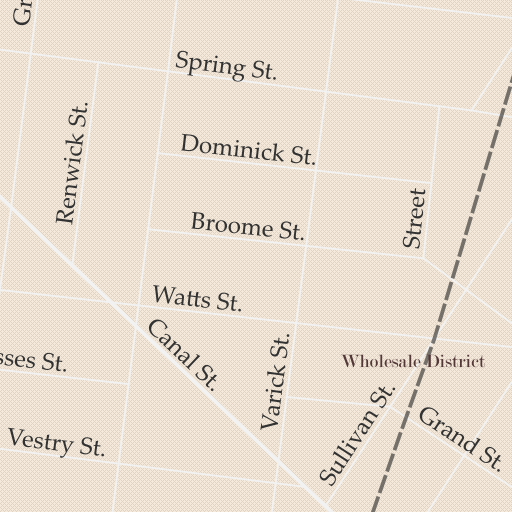 Gr
Spring St.
Renwick St.
Dominick St.
Broome St.
Street
Watts St.
Canal St.
sses St.
Varick St.
Wholesale District
Sullivan St.
Grand St.
Vestry St.